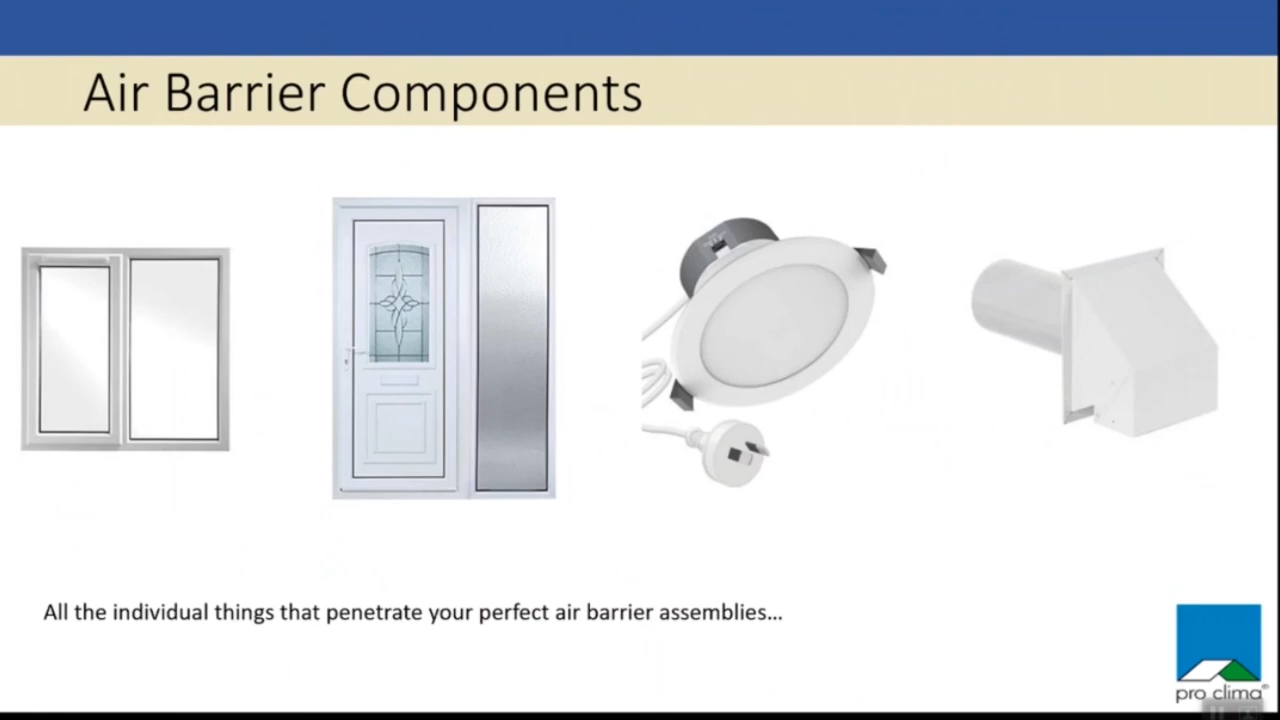 Air Barrier Components
All the individual things that penetrate your perfect air barrier assemblies...
pro clima®